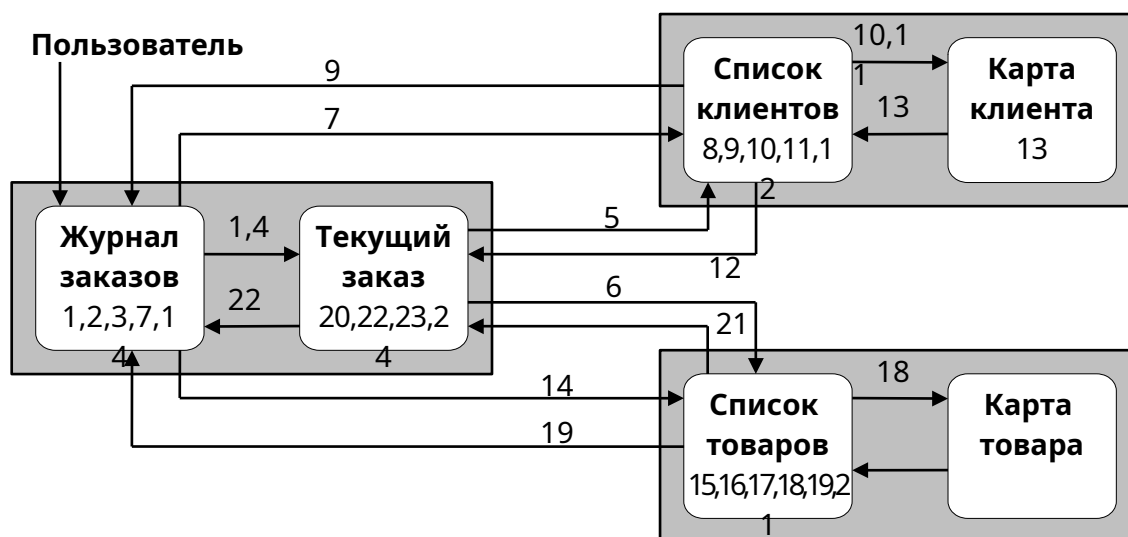 Пользователь
9
7
Список
клиентов
8,9,10,11,1
2
10,1
1
13
Карта
клиента
13
Журнал
заказов
1,2,3,7,1
4
1,4
22
Текущий
заказ
20,22,23,2
4
5
12
6
21
14
19
Список
товаров
15,16,17,18,19,2
1
18
Карта
товара